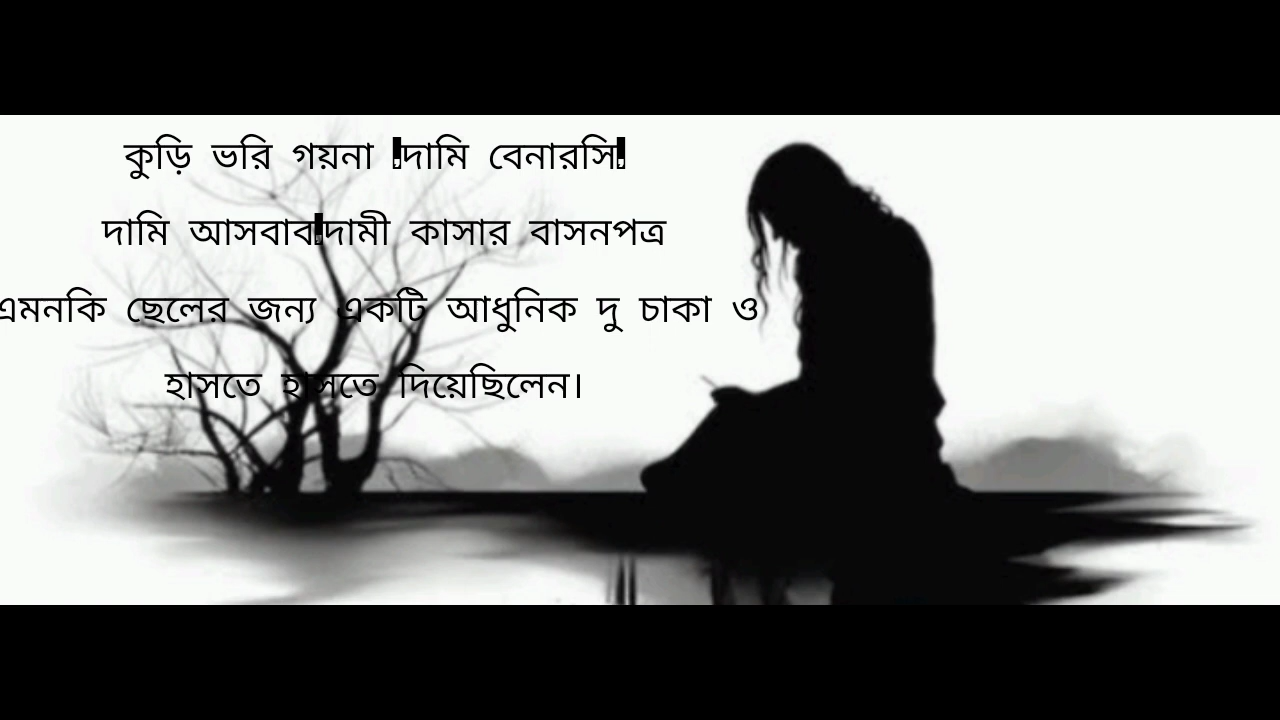 কুড়ি ভরি গয়না !দামি বেনারসি!
দামি আসবাব!দামী কাসার বাসনপত্র
এমনকি ছেলের জন্য একটি আধুনিক দু চাকা ও
হাসতে হাসতে দিয়েছিলেন।